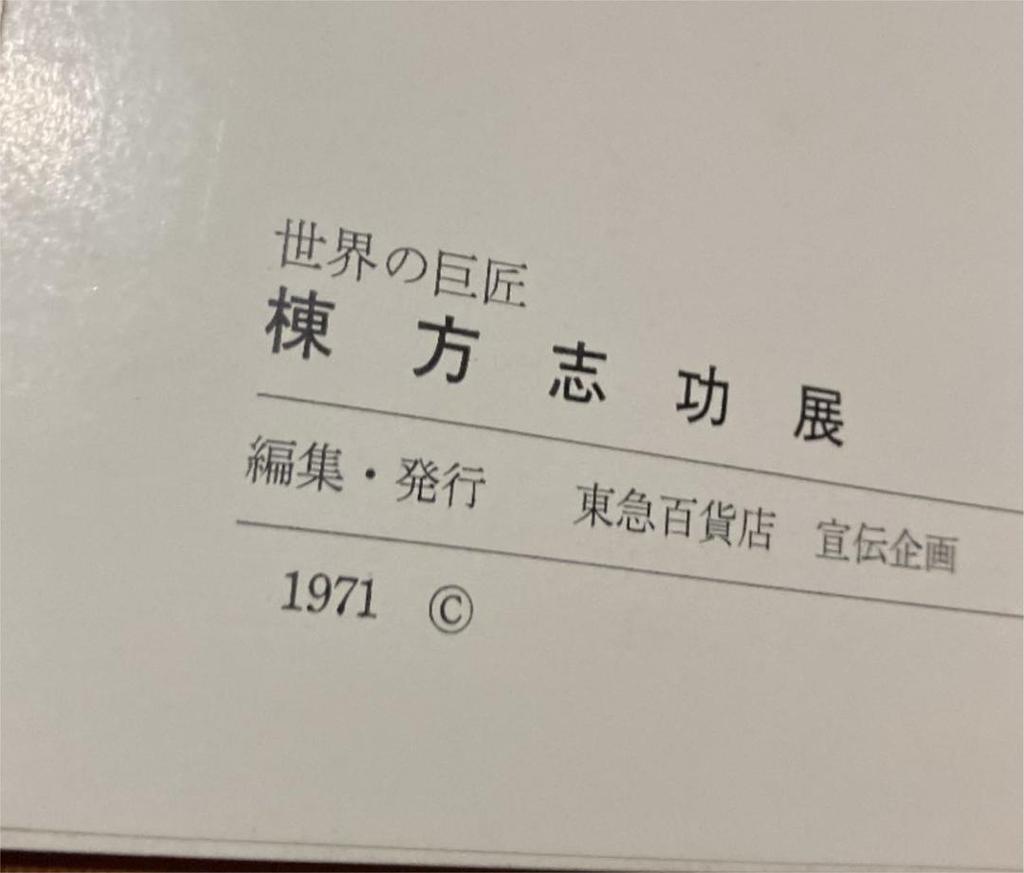 世界の巨匠
棟方志功展
編集・発行　東急百貨店　宣伝企画
1971 ©